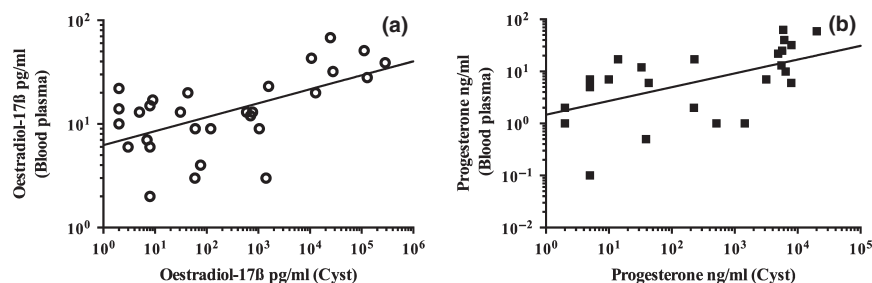 (a)
Oestradiol-17ß pg/ml
(Blood plasma)
10²
10¹
10⁰
10⁰ 10¹ 10² 10³ 10⁴ 10⁵ 10⁶
Oestradiol-17ß pg/ml (Cyst)
(b)
Progesterone ng/ml
(Blood plasma)
10²
10¹
10⁰
10⁻¹
10⁻²
10⁰ 10¹ 10² 10³ 10⁴ 10⁵
Progesterone ng/ml (Cyst)